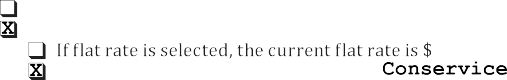 X
If flat rate is selected, the current flat rate is $
X Conservice